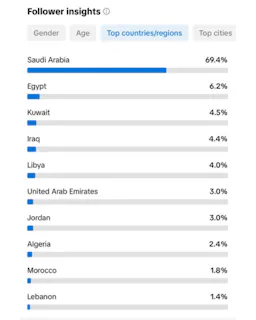 Follower insights
Gender Age Top countries/regions Top cities
Saudi Arabia 69.4%
Egypt 6.2%
Kuwait 4.5%
Iraq 4.4%
Libya 4.0%
United Arab Emirates 3.0%
Jordan 3.0%
Algeria 2.4%
Morocco 1.8%
Lebanon 1.4%